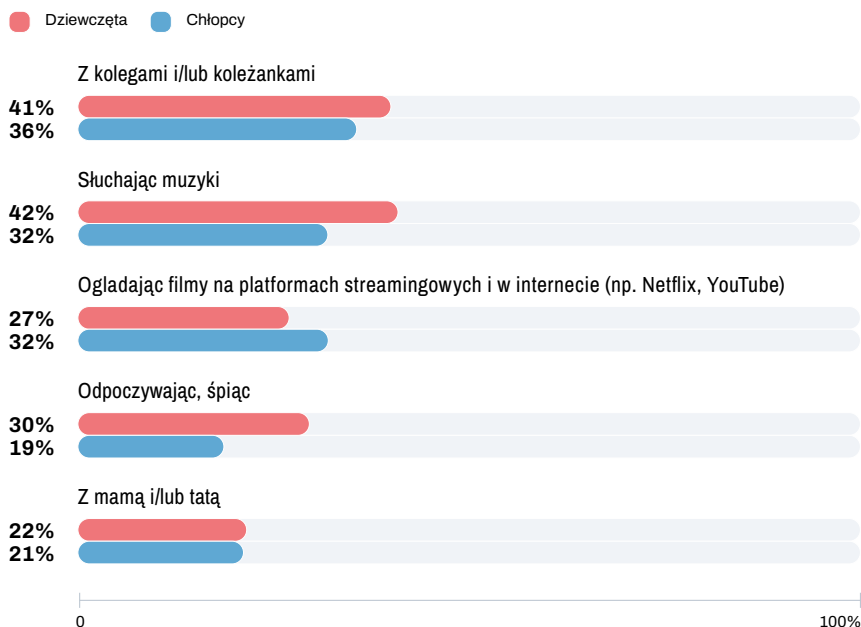 Dziewczęta Chłopcy
Z kolegami i/lub koleżankami
41%
36%
Słuchając muzyki
42%
32%
Ogladając filmy na platformach streamingowych i w internecie (np. Netflix, YouTube)
27%
32%
Odpoczywając, śpiąc
30%
19%
Z mamą i/lub tatą
22%
21%
0 100%